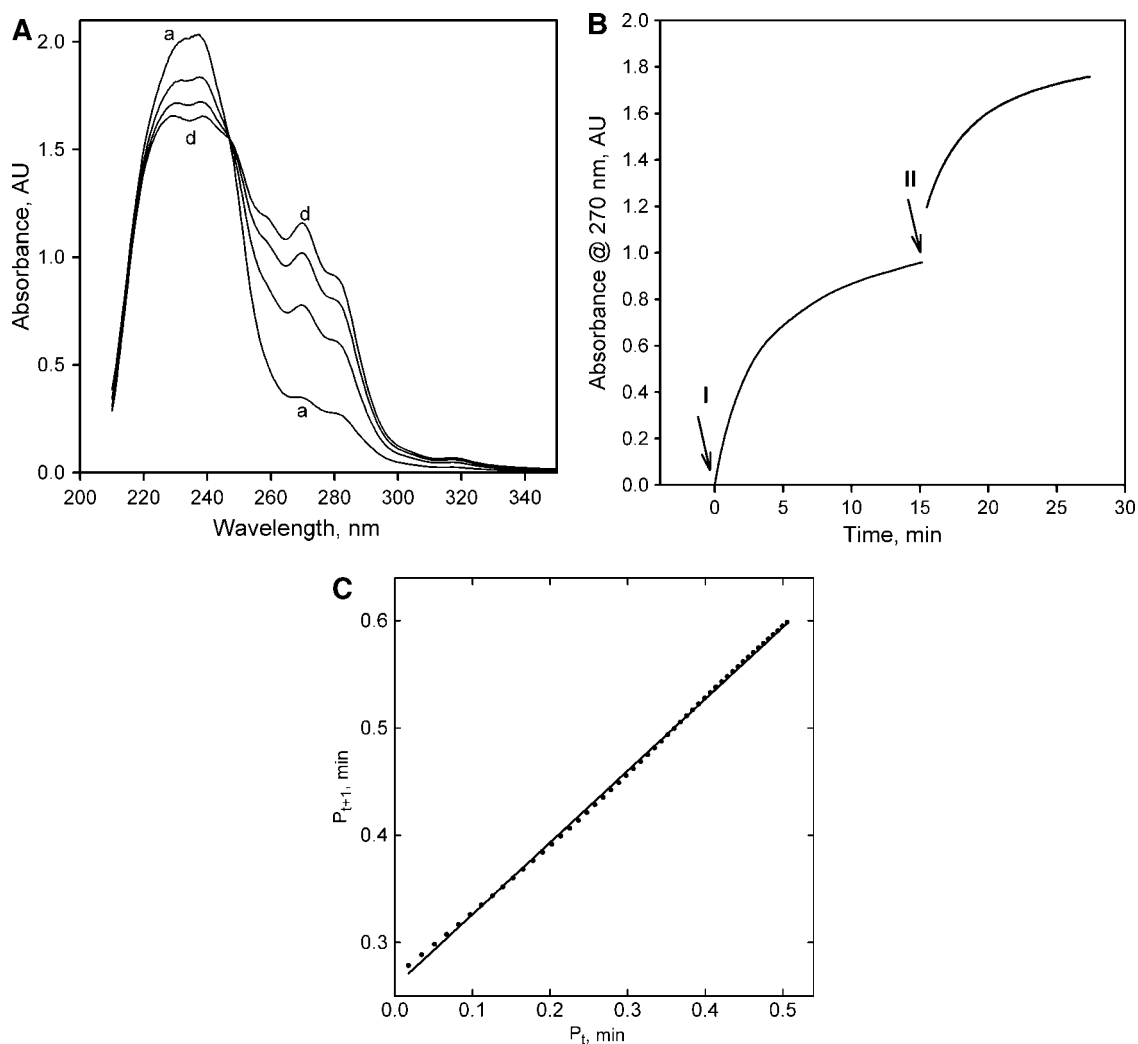 A
a
d
d
a
Absorbance, AU
2.0
1.5
1.0
0.5
0.0
200 220 240 260 280 300 320 340
Wavelength, nm
B
I
II
Absorbance @ 270 nm, AU
2.0
1.8
1.6
1.4
1.2
1.0
0.8
0.6
0.4
0.2
0.0
0 5 10 15 20 25 30
Time, min
C
Pt+1, min
0.6
0.5
0.4
0.3
0.0 0.1 0.2 0.3 0.4 0.5
Pt, min